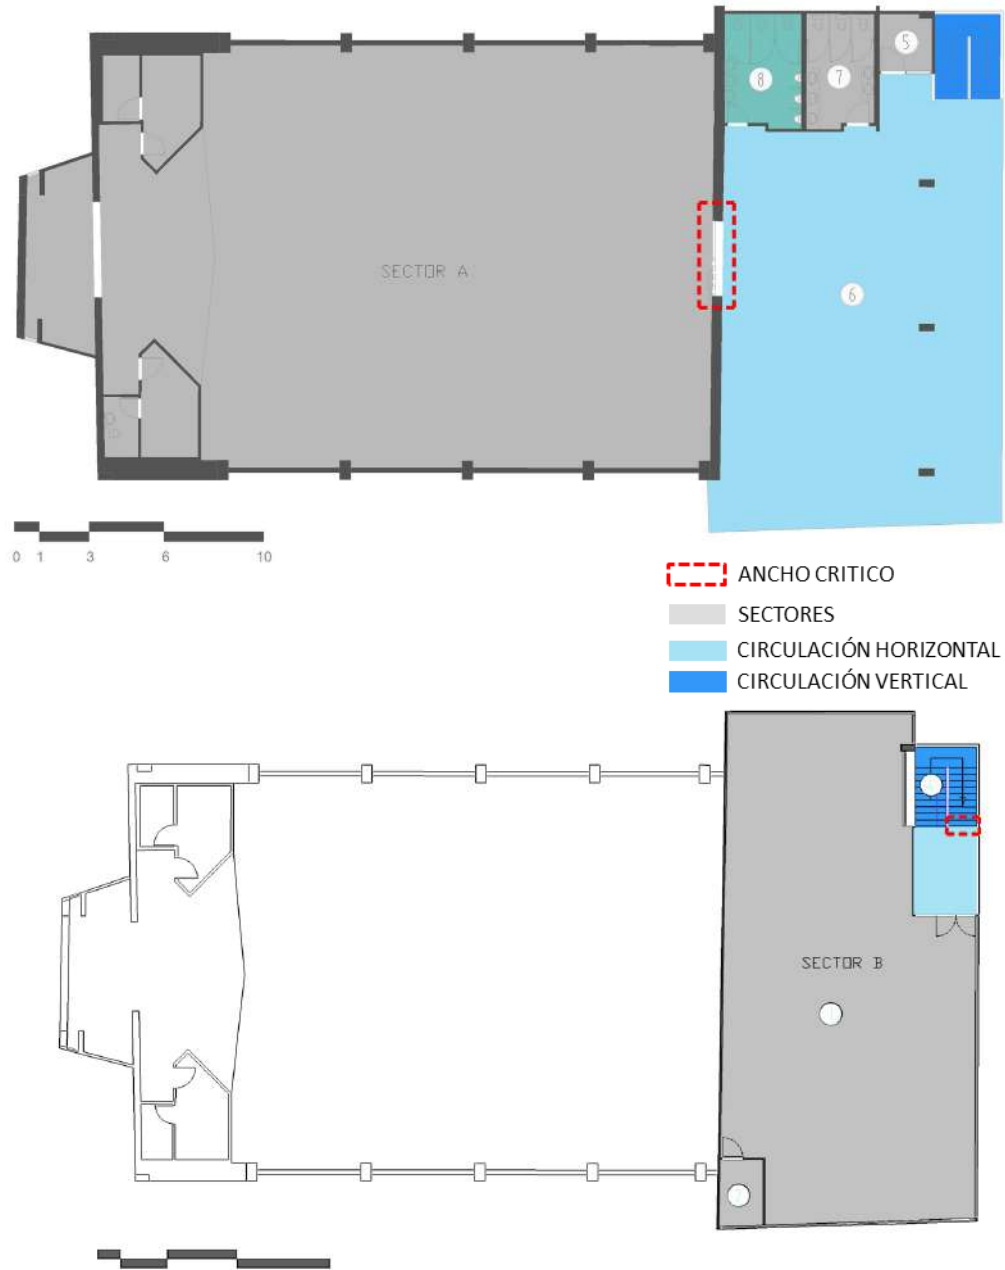 5
8
7
SECTOR A
6
0 1 3 6 10
ANCHO CRITICO
SECTORES
CIRCULACIÓN HORIZONTAL
CIRCULACIÓN VERTICAL
SECTOR B